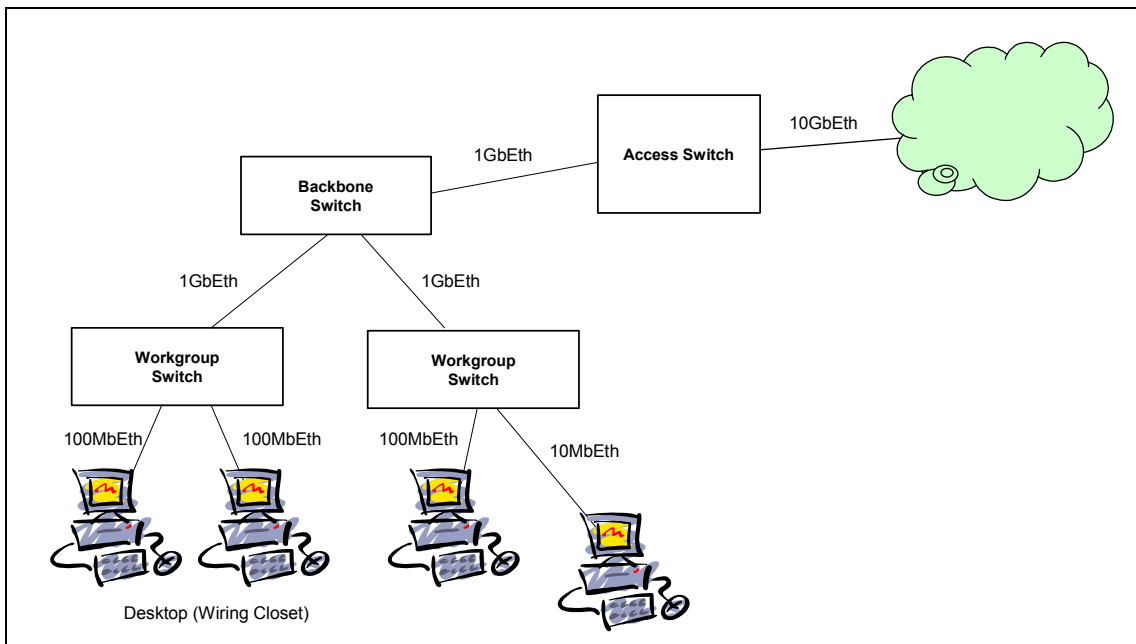 10GbEth
1GbEth
Access Switch
Backbone
Switch
1GbEth
1GbEth
Workgroup
Switch
Workgroup
Switch
100MbEth
100MbEth
100MbEth
10MbEth
Desktop (Wiring Closet)